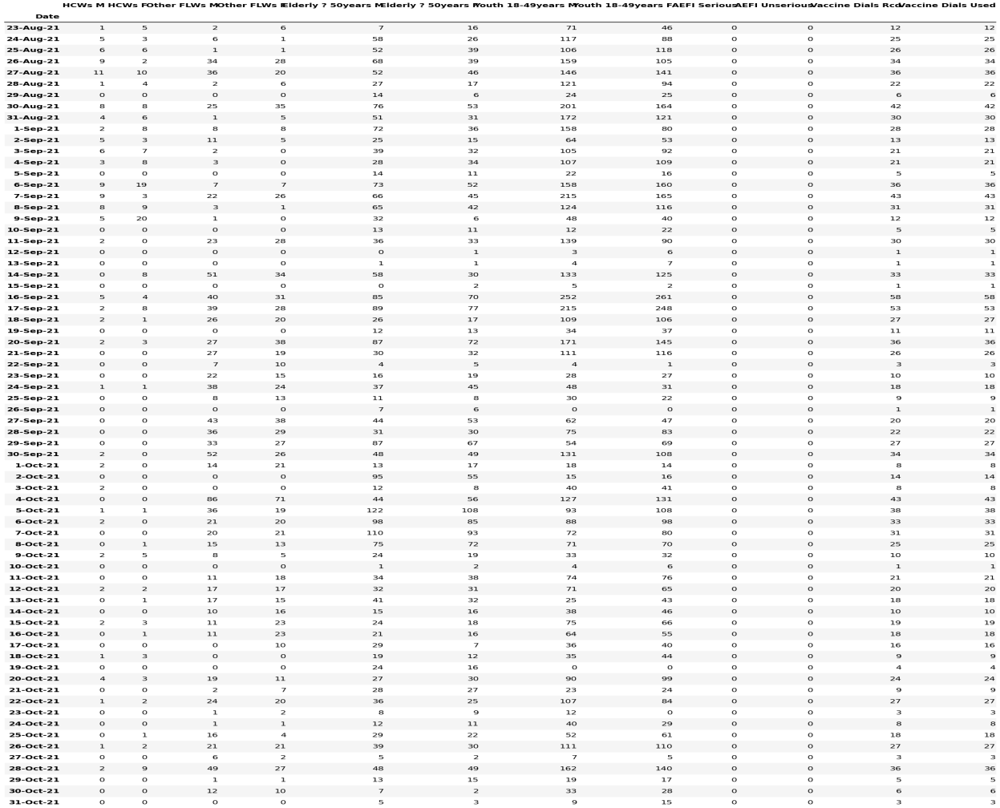 HCWs M HCWs F Other FLWs M Other FLWs F Elderly ? 50years M Elderly ? 50years F Youth 18-49years M Youth 18-49years F AEFI Serious AEFI Unserious Vaccine Dials Rcd Vaccine Dials Used
Date
23-Aug-21 1 5 2 6 7 16 71 46 0 0 12 12
24-Aug-21 5 3 6 1 58 26 117 88 0 0 25 25
25-Aug-21 6 6 1 1 52 39 106 118 0 0 26 26
26-Aug-21 9 2 34 28 68 39 159 105 0 0 34 34
27-Aug-21 11 10 36 20 52 46 146 141 0 0 36 36
28-Aug-21 1 4 2 6 27 17 121 94 0 0 22 22
29-Aug-21 0 0 0 0 14 6 24 25 0 0 6 6
30-Aug-21 8 8 25 35 76 53 201 164 0 0 42 42
31-Aug-21 4 6 1 5 51 31 172 121 0 0 30 30
1-Sep-21 2 8 8 8 72 36 158 80 0 0 28 28
2-Sep-21 5 3 11 5 25 15 64 53 0 0 13 13
3-Sep-21 6 7 2 0 39 32 105 92 0 0 21 21
4-Sep-21 3 8 3 0 28 34 107 109 0 0 21 21
5-Sep-21 0 0 0 0 14 11 22 16 0 0 5 5
6-Sep-21 9 19 7 7 73 52 158 160 0 0 36 36
7-Sep-21 9 3 22 26 66 45 215 165 0 0 43 43
8-Sep-21 8 9 3 1 65 42 124 116 0 0 31 31
9-Sep-21 5 20 1 0 32 6 48 40 0 0 12 12
10-Sep-21 0 0 0 0 13 11 12 22 0 0 5 5
11-Sep-21 2 0 23 28 36 33 139 90 0 0 30 30
12-Sep-21 0 0 0 0 0 1 3 6 0 0 1 1
13-Sep-21 0 0 0 0 1 1 4 7 0 0 1 1
14-Sep-21 0 8 51 34 58 30 133 125 0 0 33 33
15-Sep-21 0 0 0 0 0 2 5 2 0 0 1 1
16-Sep-21 5 4 40 31 85 70 252 261 0 0 58 58
17-Sep-21 2 8 39 28 89 77 215 248 0 0 53 53
18-Sep-21 2 1 26 20 26 17 109 106 0 0 27 27
19-Sep-21 0 0 0 0 12 13 34 37 0 0 11 11
20-Sep-21 2 3 27 38 87 72 171 145 0 0 36 36
21-Sep-21 0 0 27 19 30 32 111 116 0 0 26 26
22-Sep-21 0 0 7 10 4 5 4 1 0 0 3 3
23-Sep-21 0 0 22 15 16 19 28 27 0 0 10 10
24-Sep-21 1 1 38 24 37 45 48 31 0 0 18 18
25-Sep-21 0 0 8 13 11 8 30 22 0 0 9 9
26-Sep-21 0 0 0 0 7 6 0 0 0 0 1 1
27-Sep-21 0 0 43 38 44 53 62 47 0 0 20 20
28-Sep-21 0 0 36 29 31 30 75 83 0 0 22 22
29-Sep-21 0 0 33 27 87 67 54 69 0 0 27 27
30-Sep-21 2 0 52 26 48 49 131 108 0 0 34 34
1-Oct-21 2 0 14 21 13 17 18 14 0 0 8 8
2-Oct-21 0 0 0 0 95 55 15 16 0 0 14 14
3-Oct-21 2 0 0 0 12 8 40 41 0 0 8 8
4-Oct-21 0 0 86 71 44 56 127 131 0 0 43 43
5-Oct-21 1 1 36 19 122 108 93 108 0 0 38 38
6-Oct-21 2 0 21 20 98 85 88 98 0 0 33 33
7-Oct-21 0 0 20 21 110 93 72 80 0 0 31 31
8-Oct-21 0 1 15 13 75 72 71 70 0 0 25 25
9-Oct-21 2 5 8 5 24 19 33 32 0 0 10 10
10-Oct-21 0 0 0 0 1 2 4 6 0 0 1 1
11-Oct-21 0 0 11 18 34 38 74 76 0 0 21 21
12-Oct-21 2 2 17 17 32 31 71 65 0 0 20 20
13-Oct-21 0 1 17 15 41 32 25 43 0 0 18 18
14-Oct-21 0 0 10 16 15 16 38 46 0 0 10 10
15-Oct-21 2 3 11 23 24 18 75 66 0 0 19 19
16-Oct-21 0 1 11 23 21 16 64 55 0 0 18 18
17-Oct-21 0 0 0 10 29 7 36 40 0 0 16 16
18-Oct-21 1 3 0 0 19 12 35 44 0 0 9 9
19-Oct-21 0 0 0 0 24 16 0 0 0 0 4 4
20-Oct-21 4 3 19 11 27 30 90 99 0 0 24 24
21-Oct-21 0 0 2 7 28 27 23 24 0 0 9 9
22-Oct-21 1 2 24 20 36 25 107 84 0 0 27 27
23-Oct-21 0 0 1 2 8 9 12 0 0 0 3 3
24-Oct-21 0 0 1 1 12 11 40 29 0 0 8 8
25-Oct-21 0 1 16 4 29 22 52 61 0 0 18 18
26-Oct-21 1 2 21 21 39 30 111 110 0 0 27 27
27-Oct-21 0 0 6 2 5 2 7 5 0 0 3 3
28-Oct-21 2 9 49 27 48 49 162 140 0 0 36 36
29-Oct-21 0 0 1 1 13 15 19 17 0 0 5 5
30-Oct-21 0 0 12 10 7 2 33 28 0 0 6 6
31-Oct-21 0 0 0 0 5 3 9 15 0 0 3 3